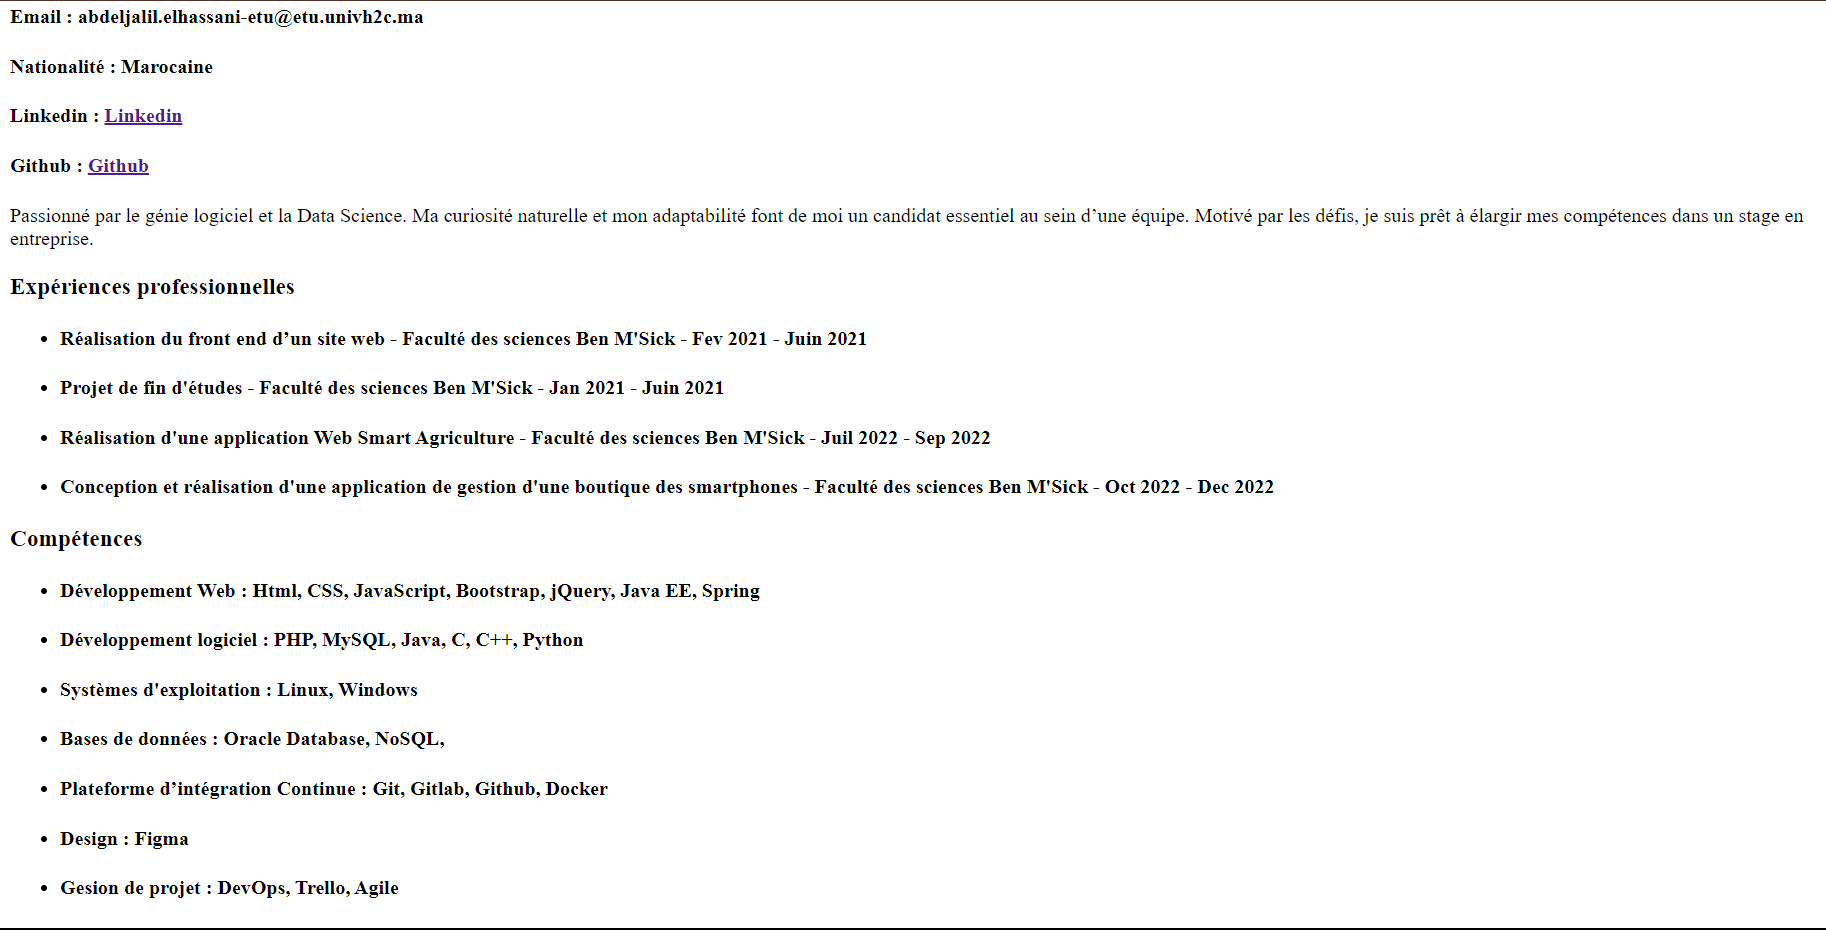 Email : abdeljalil.elhassani-etu@etu.univh2c.ma
Nationalité : Marocaine
Linkedin : Linkedin
Github : Github
Passionné par le génie logiciel et la Data Science. Ma curiosité naturelle et mon adaptabilité font de moi un candidat essentiel au sein d’une équipe. Motivé par les défis, je suis prêt à élargir mes compétences dans un stage en
entreprise.
Expériences professionnelles
• Réalisation du front end d’un site web - Faculté des sciences Ben M'Sick - Fev 2021 - Juin 2021
• Projet de fin d'études - Faculté des sciences Ben M'Sick - Jan 2021 - Juin 2021
• Réalisation d'une application Web Smart Agriculture - Faculté des sciences Ben M'Sick - Juil 2022 - Sep 2022
• Conception et réalisation d'une application de gestion d'une boutique des smartphones - Faculté des sciences Ben M'Sick - Oct 2022 - Dec 2022
Compétences
• Développement Web : Html, CSS, JavaScript, Bootstrap, jQuery, Java EE, Spring
• Développement logiciel : PHP, MySQL, Java, C, C++, Python
• Systèmes d'exploitation : Linux, Windows
• Bases de données : Oracle Database, NoSQL,
• Plateforme d’intégration Continue : Git, Gitlab, Github, Docker
• Design : Figma
• Gesion de projet : DevOps, Trello, Agile